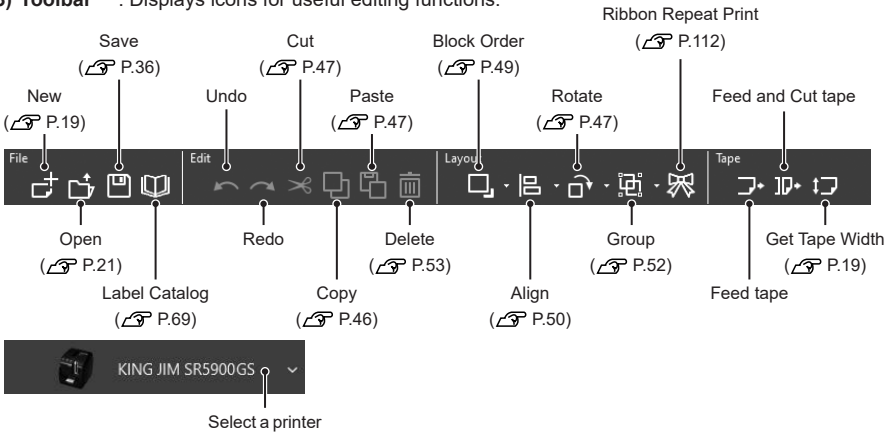 Toolbar : Displays icons for useful editing functions.
Ribbon Repeat Print
Save Cut Block Order ( P.112)
( P.36) ( P.47) ( P.49)
New Undo Paste Rotate Feed and Cut tape
( P.19) ( P.47) ( P.47)
File Edit Layout Tape
Open Redo Delete Group Get Tape Width
( P.21) ( P.53) ( P.52) ( P.19)
Label Catalog Copy Align Feed tape
( P.69) ( P.46) ( P.50)
KING JIM SR5900GS
Select a printer